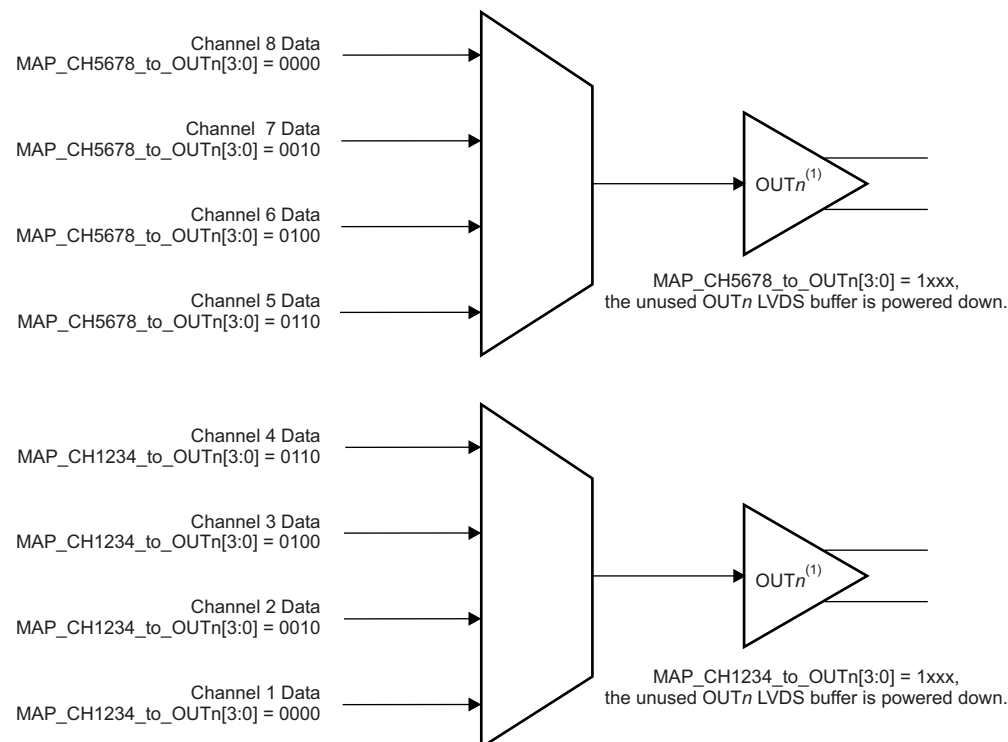 Channel 8 Data
MAP_CH5678_to_OUTn[3:0] = 0000
Channel 7 Data
MAP_CH5678_to_OUTn[3:0] = 0010
Channel 6 Data
MAP_CH5678_to_OUTn[3:0] = 0100
Channel 5 Data
MAP_CH5678_to_OUTn[3:0] = 0110
OUTn(1)
MAP_CH5678_to_OUTn[3:0] = 1xxx,
the unused OUTn LVDS buffer is powered down.
Channel 4 Data
MAP_CH1234_to_OUTn[3:0] = 0110
Channel 3 Data
MAP_CH1234_to_OUTn[3:0] = 0100
Channel 2 Data
MAP_CH1234_to_OUTn[3:0] = 0010
Channel 1 Data
MAP_CH1234_to_OUTn[3:0] = 0000
OUTn(1)
MAP_CH1234_to_OUTn[3:0] = 1xxx,
the unused OUTn LVDS buffer is powered down.